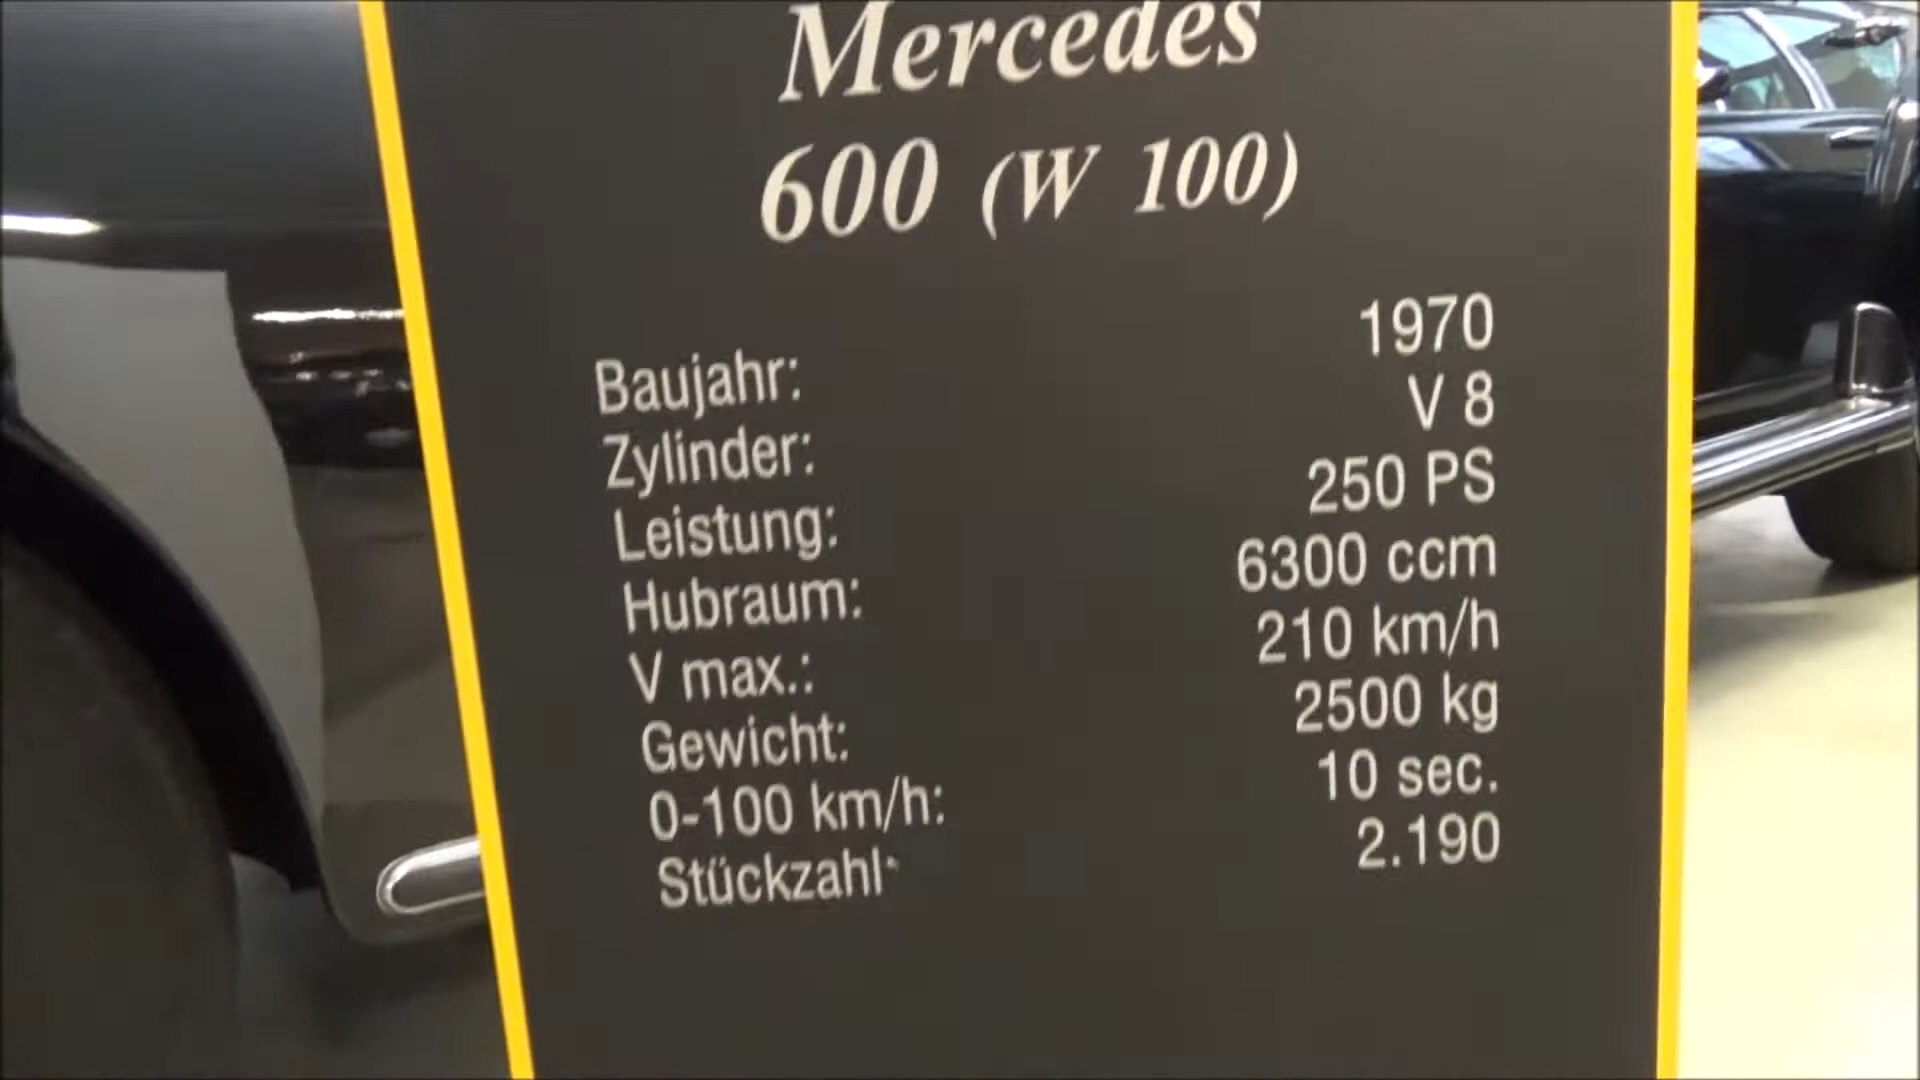 Mercedes
600 (W 100)
Baujahr: 1970
Zylinder: V 8
Leistung: 250 PS
Hubraum: 6300 ccm
V max.: 210 km/h
Gewicht: 2500 kg
0-100 km/h: 10 sec.
Stückzahl: 2.190